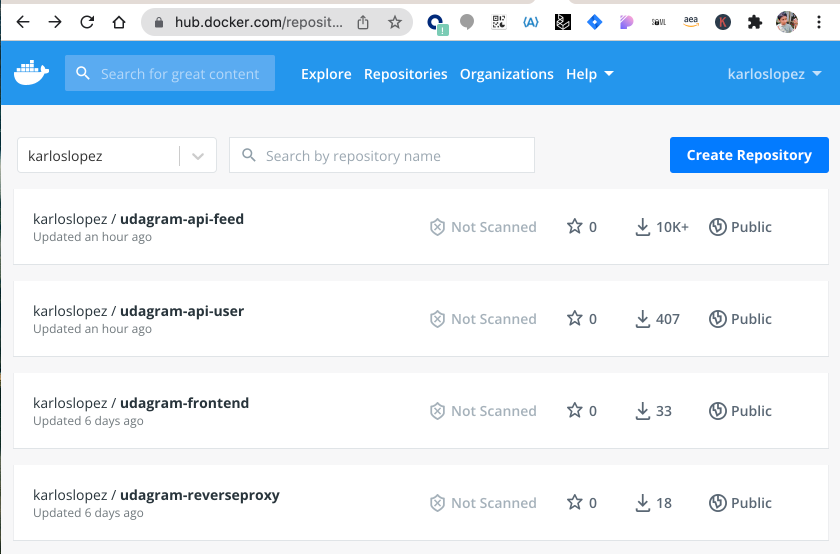 hub.docker.com/reposit...
Search for great content
Explore Repositories Organizations Help karloslopez
karloslopez Search by repository name Create Repository
karloslopez / udagram-api-feed
Updated an hour ago
Not Scanned 0 10K+ Public
karloslopez / udagram-api-user
Updated an hour ago
Not Scanned 0 407 Public
karloslopez / udagram-frontend
Updated 6 days ago
Not Scanned 0 33 Public
karloslopez / udagram-reverseproxy
Updated 6 days ago
Not Scanned 0 18 Public